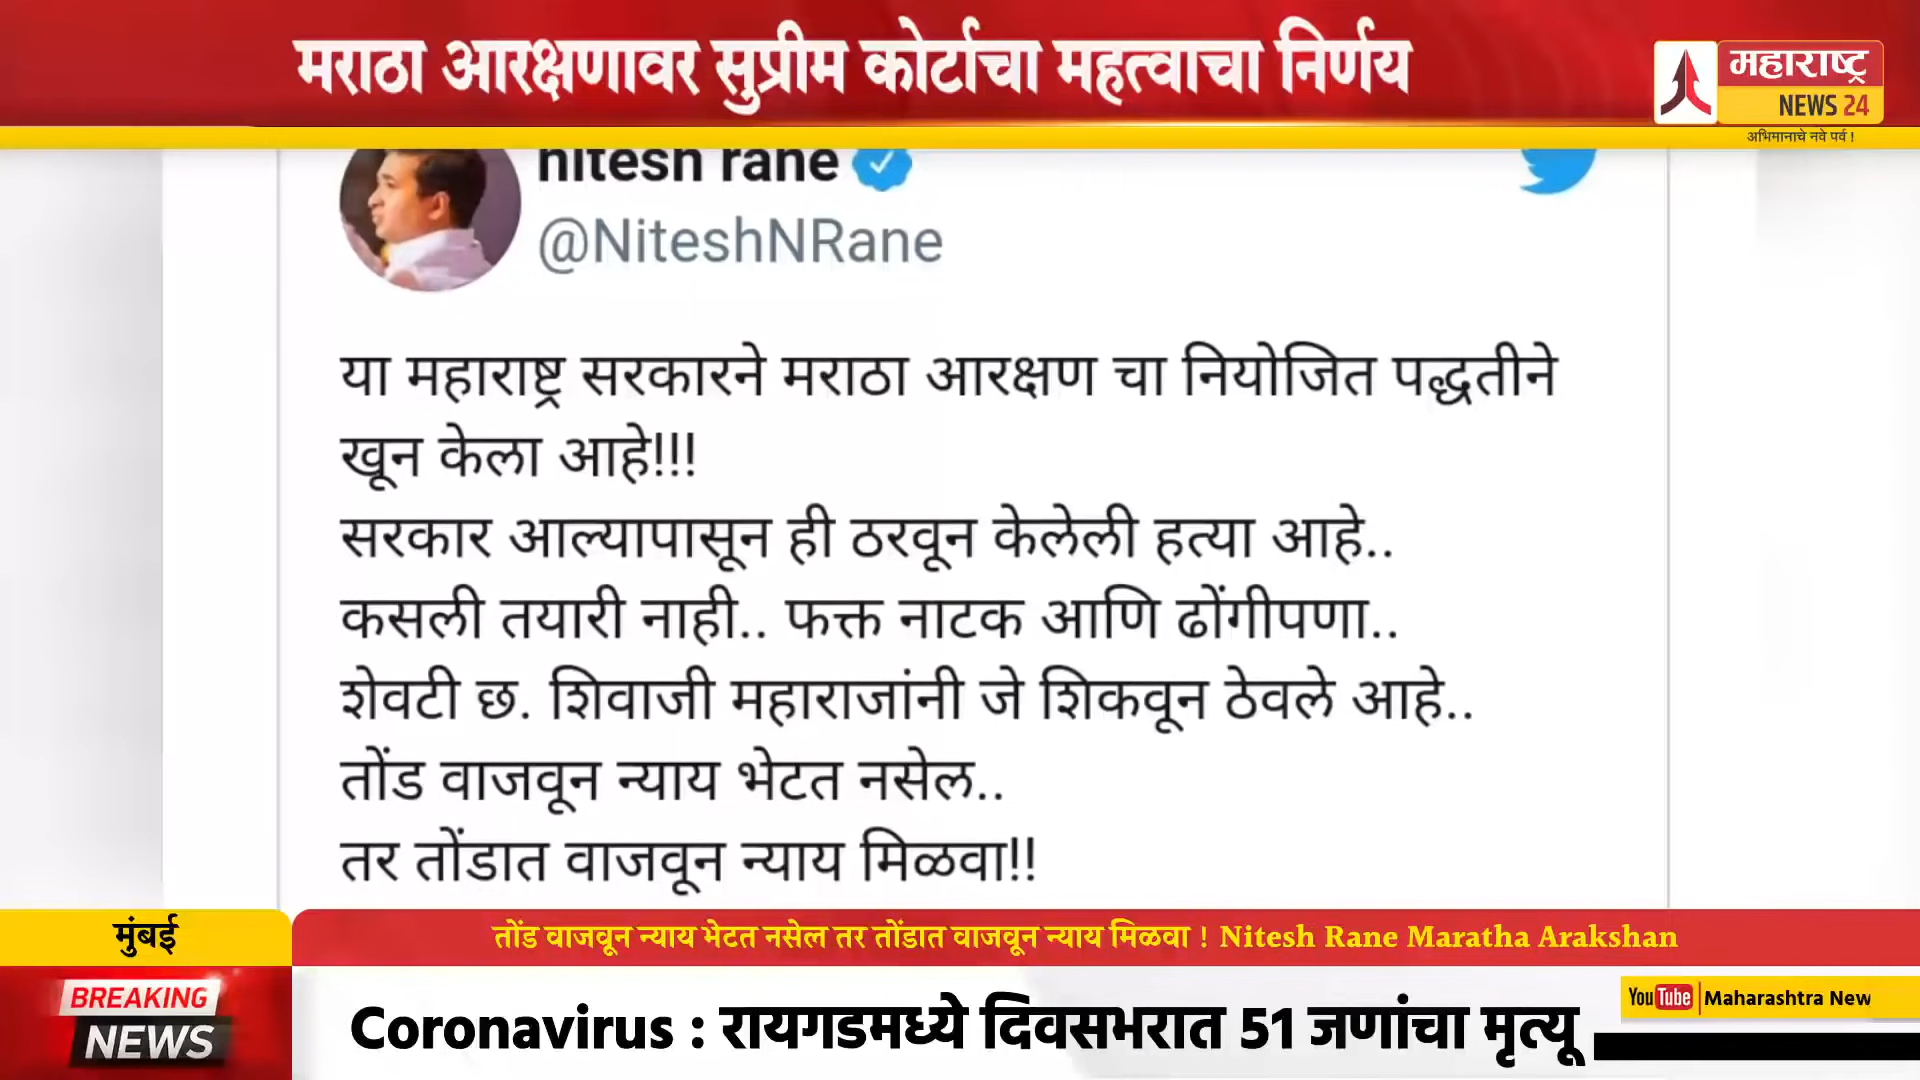 मराठा आरक्षणावर सुप्रीम कोर्टाचा महत्वाचा निर्णय
महाराष्ट्र
NEWS 24
अभिमानाचे नवे पर्व !
nitesh rane
@NiteshNRane
या महाराष्ट्र सरकारने मराठा आरक्षण चा नियोजित पद्धतीने
खून केला आहे!!!
सरकार आल्यापासून ही ठरवून केलेली हत्या आहे..
कसली तयारी नाही.. फक्त नाटक आणि ढोंगीपणा..
शेवटी छ. शिवाजी महाराजांनी जे शिकवून ठेवले आहे..
तोंड वाजवून न्याय भेटत नसेल..
तर तोंडात वाजवून न्याय मिळवा!!
मुंबई
तोंड वाजवून न्याय भेटत नसेल तर तोंडात वाजवून न्याय मिळवा ! Nitesh Rane Maratha Arakshan
BREAKING
NEWS
Coronavirus : रायगडमध्ये दिवसभरात 51 जणांचा मृत्यू
YouTube Maharashtra New